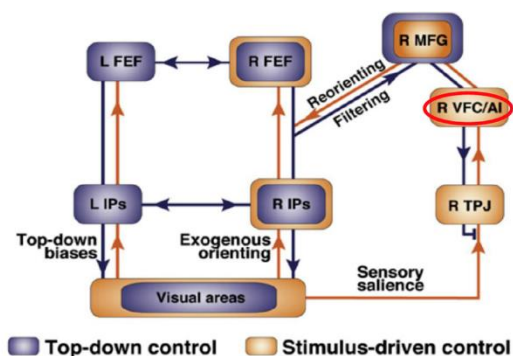 L FEF
R FEF
R MFG
Reorienting
Filtering
R VFC/AI
L IPs
R IPs
R TPJ
Top-down
biases
Exogenous
orienting
Sensory
salience
Visual areas
Top-down control
Stimulus-driven control